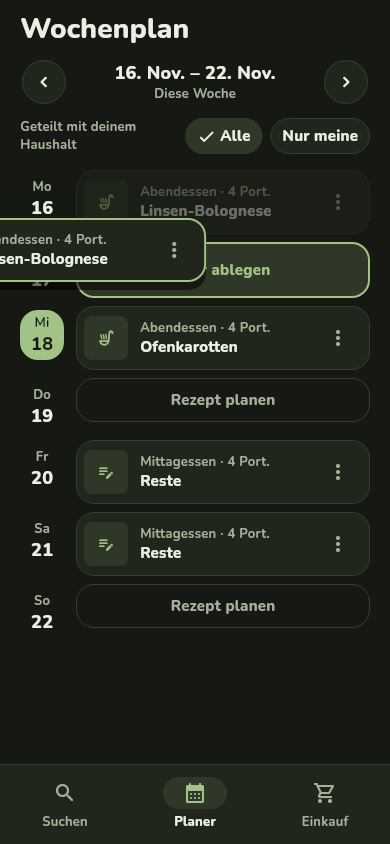 Wochenplan
16. Nov. – 22. Nov.
Diese Woche
Geteilt mit deinem
Haushalt
Alle
Nur meine
Mo
16
Abendessen · 4 Port.
Linsen-Bolognese
endessen · 4 Port.
sen-Bolognese
ablegen
17
Mi
18
Abendessen · 4 Port.
Ofenkarotten
Do
19
Rezept planen
Fr
20
Mittagessen · 4 Port.
Reste
Sa
21
Mittagessen · 4 Port.
Reste
So
22
Rezept planen
Suchen
Planer
Einkauf